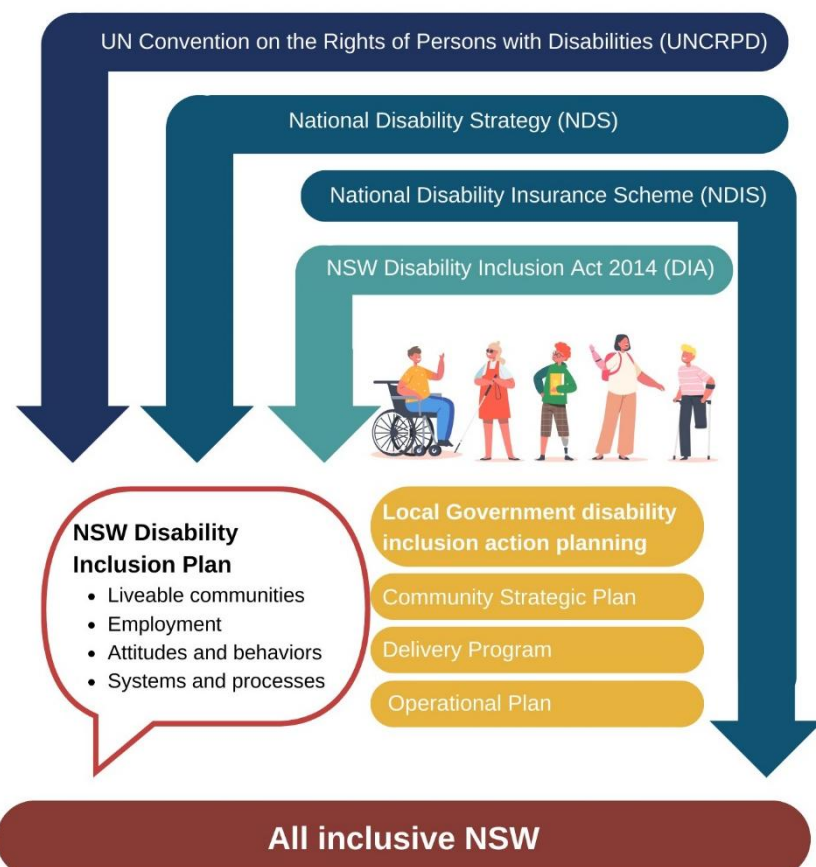 UN Convention on the Rights of Persons with Disabilities (UNCRPD)
National Disability Strategy (NDS)
National Disability Insurance Scheme (NDIS)
NSW Disability Inclusion Act 2014 (DIA)
NSW Disability
Inclusion Plan
• Liveable communities
• Employment
• Attitudes and behaviors
• Systems and processes
Local Government disability
inclusion action planning
Community Strategic Plan
Delivery Program
Operational Plan
All inclusive NSW